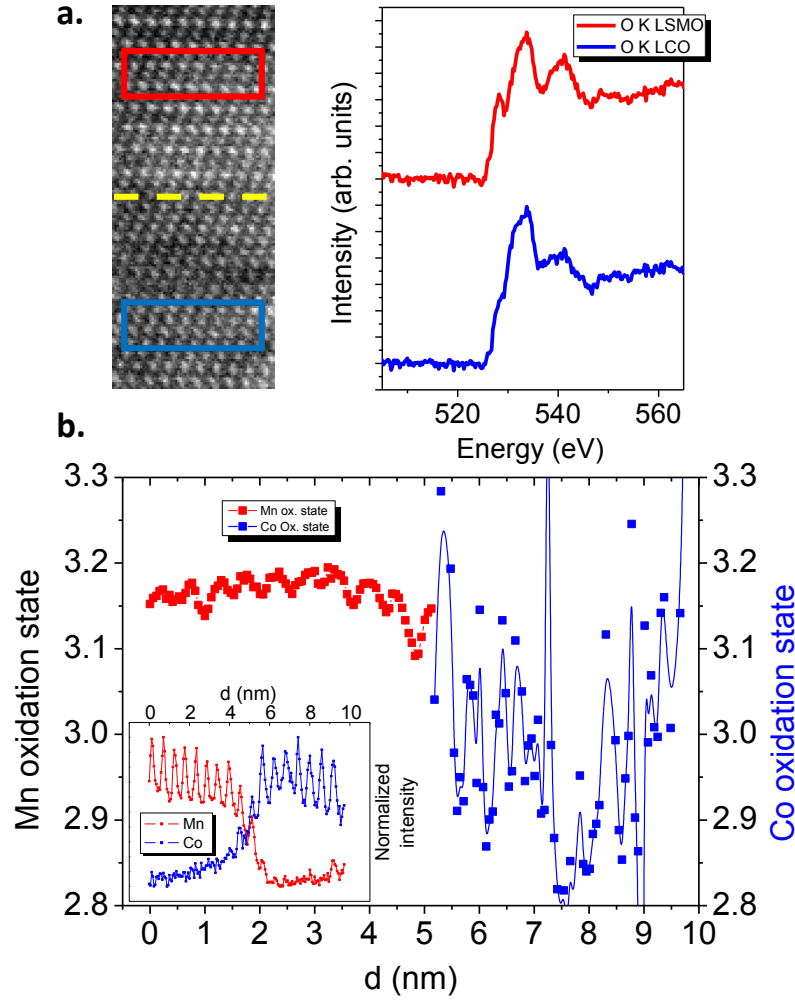 a.
O K LSMO
O K LCO
Intensity (arb. units)
520 540 560
Energy (eV)
b.
3.3
3.2
3.1
3.0
2.9
2.8
Mn oxidation state
Mn ox. state
Co Ox. state
3.3
3.2
3.1
3.0
2.9
2.8
Co oxidation state
d (nm)
0 2 4 6 8 10
Mn
Co
Normalized
intensity
0 1 2 3 4 5 6 7 8 9 10
d (nm)